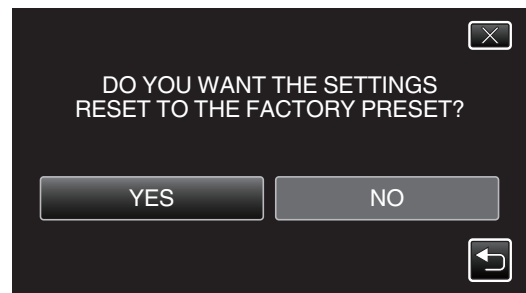 DO YOU WANT THE SETTINGS
RESET TO THE FACTORY PRESET?
YES
NO